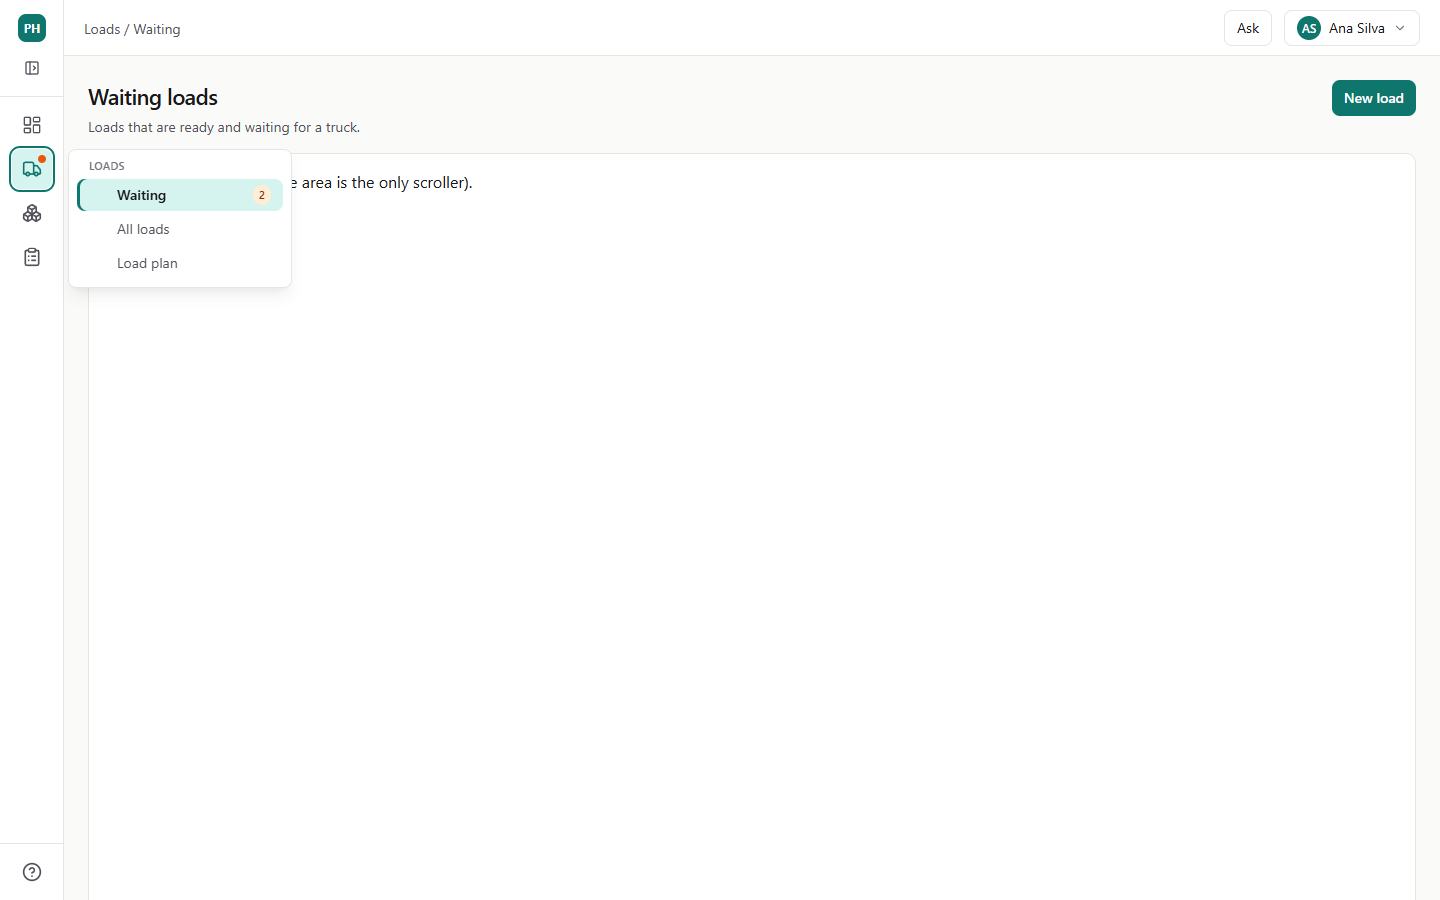 PH
Loads / Waiting
Ask
AS Ana Silva
Waiting loads
New load
Loads that are ready and waiting for a truck.
LOADS
area is the only scroller).
Waiting 2
All loads
Load plan